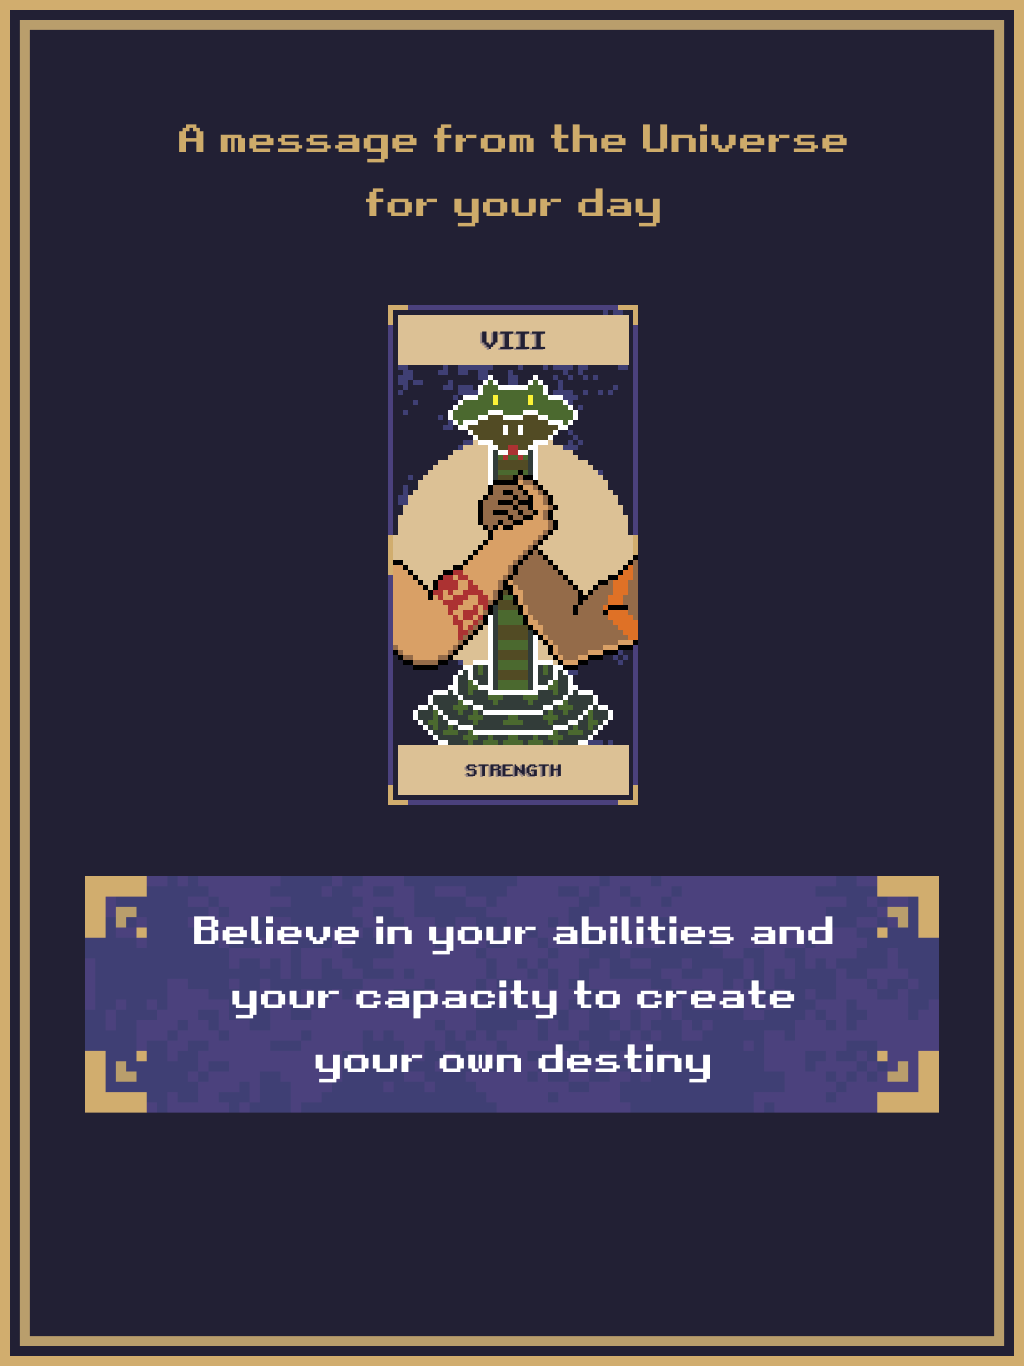 A message from the Universe
for your day
VIII
STRENGTH
Believe in your abilities and
your capacity to create
your own destiny